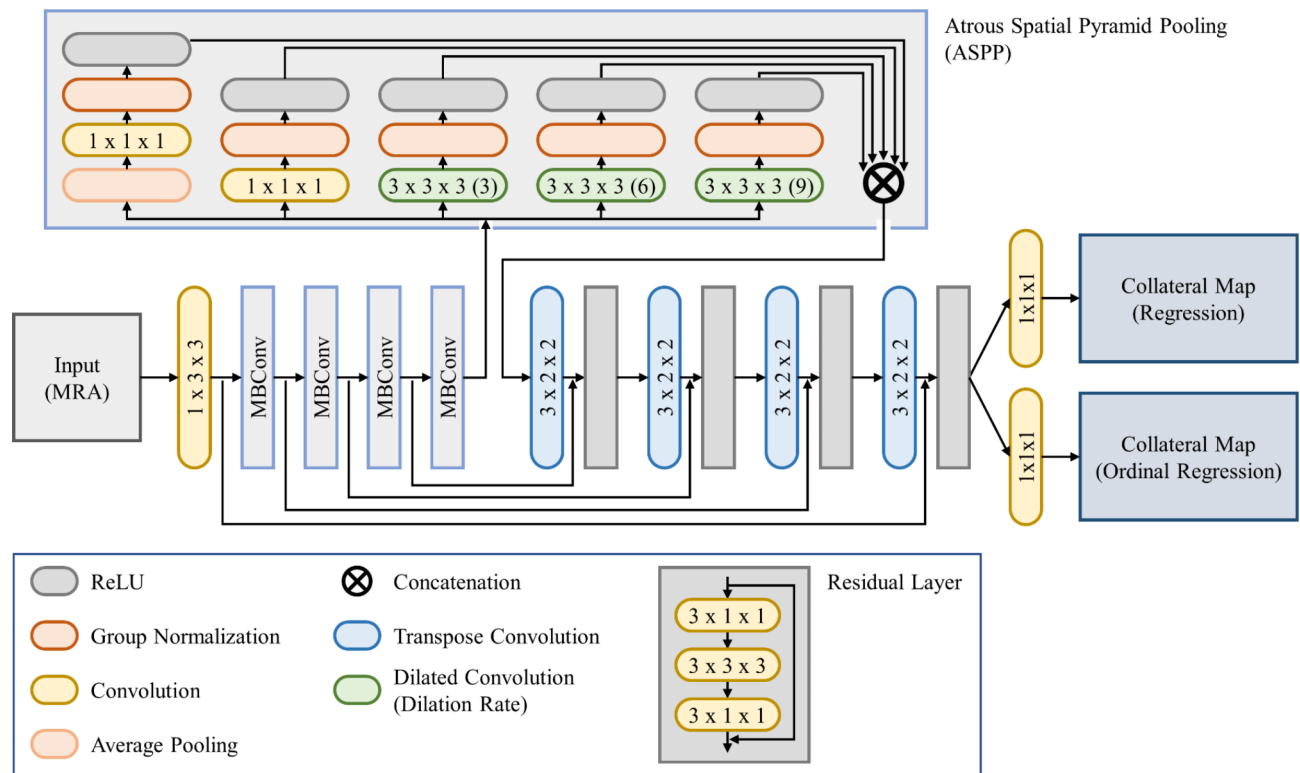 Atrous Spatial Pyramid Pooling
(ASPP)
1 x 1 x 1
1 x 1 x 1
3 x 3 x 3 (3)
3 x 3 x 3 (6)
3 x 3 x 3 (9)
Input
(MRA)
1 x 3 x 3
MBConv
MBConv
MBConv
MBConv
3 x 2 x 2
3 x 2 x 2
3 x 2 x 2
3 x 2 x 2
1x1x1
Collateral Map
(Regression)
1x1x1
Collateral Map
(Ordinal Regression)
ReLU
Group Normalization
Convolution
Average Pooling
Concatenation
Transpose Convolution
Dilated Convolution
(Dilation Rate)
Residual Layer
3 x 1 x 1
3 x 3 x 3
3 x 1 x 1